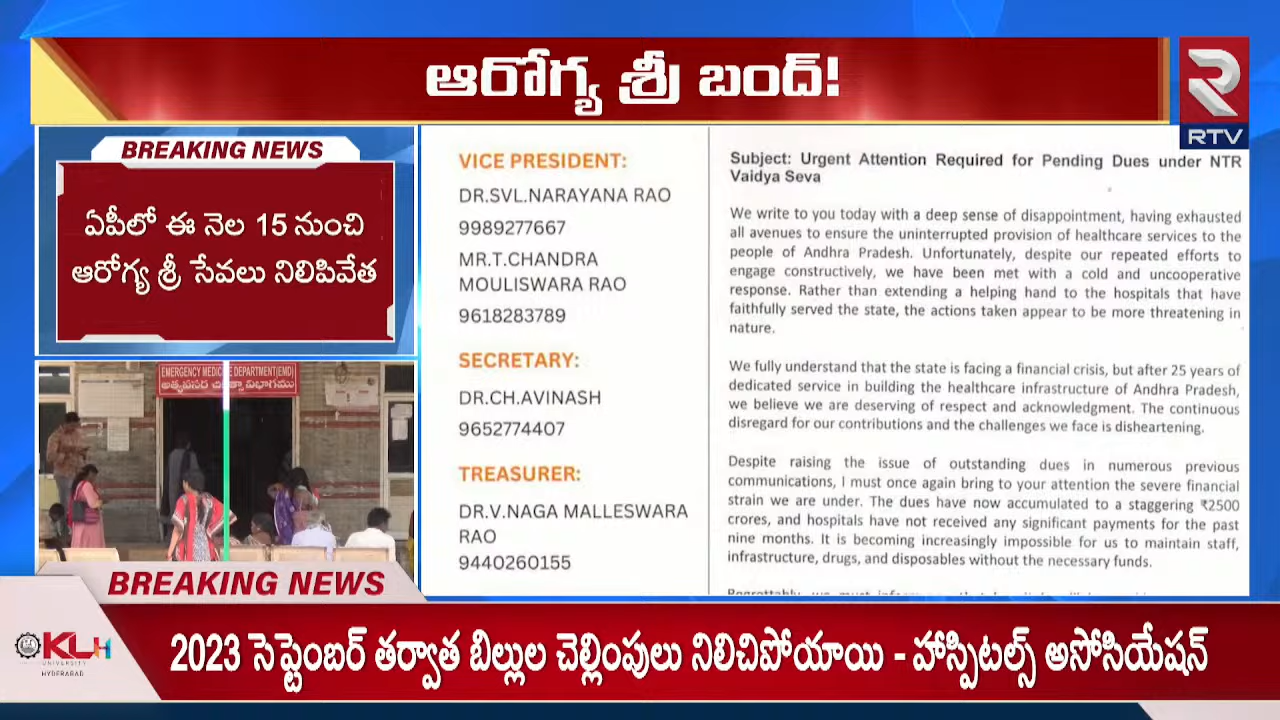 ఆరోగ్య శ్రీ బంద్!
RTV
BREAKING NEWS
ఏపీలో ఈ నెల 15 నుంచి
ఆరోగ్య శ్రీ సేవలు నిలిపివేత
EMERGENCY MEDICINE DEPARTMENT(EMD)
VICE PRESIDENT:
DR.SVL.NARAYANA RAO
9989277667
MR.T.CHANDRA
MOULISWARA RAO
9618283789
SECRETARY:
DR.CH.AVINASH
9652774407
TREASURER:
DR.V.NAGA MALLESWARA
RAO
9440260155
Subject: Urgent Attention Required for Pending Dues under NTR
Vaidya Seva
We write to you today with a deep sense of disappointment, having exhausted
all avenues to ensure the uninterrupted provision of healthcare services to the
people of Andhra Pradesh. Unfortunately, despite our repeated efforts to
engage constructively, we have been met with a cold and uncooperative
response. Rather than extending a helping hand to the hospitals that have
faithfully served the state, the actions taken appear to be more threatening in
nature.
We fully understand that the state is facing a financial crisis, but after 25 years of
dedicated service in building the healthcare infrastructure of Andhra Pradesh,
we believe we are deserving of respect and acknowledgment. The continuous
disregard for our contributions and the challenges we face is disheartening.
Despite raising the issue of outstanding dues in numerous previous
communications, I must once again bring to your attention the severe financial
strain we are under. The dues have now accumulated to a staggering ₹2500
crores, and hospitals have not received any significant payments for the past
nine months. It is becoming increasingly impossible for us to maintain staff,
infrastructure, drugs, and disposables without the necessary funds.
BREAKING NEWS
KLH
UNIVERSITY
HYDERABAD
2023 సెప్టెంబర్ తర్వాత బిల్లుల చెల్లింపులు నిలిచిపోయాయి - హాస్పిటల్స్ అసోసియేషన్